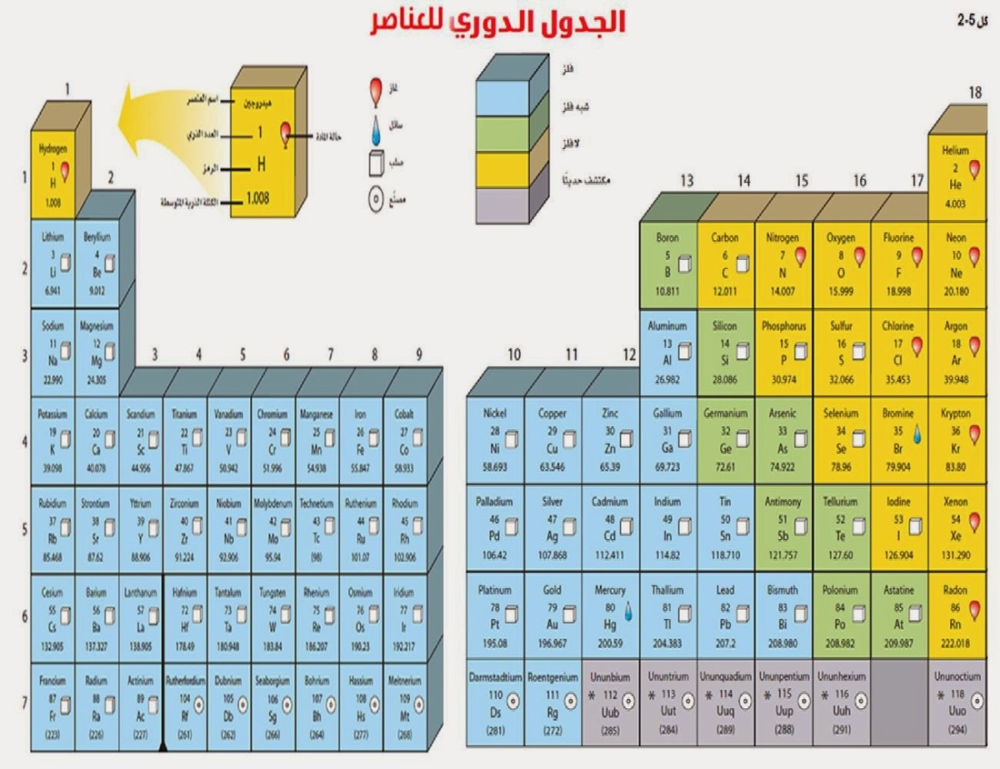 الجدول الدوري للعناصر
كل 5-2
هيدروجين
1
H
1.008
اسم العنصر
العدد الذري
الرمز
الكتلة الذرية المتوسطة
حالة المادة
غاز
سائل
صلب
مصنّع
فلز
شبه فلز
لافلز
مكتشف حديثًا
1 18
2 13 14 15 16 17
3 4 5 6 7 8 9 10 11 12
1
Hydrogen Helium
1 2
H He
1.008 4.003
2
Lithium Beryllium Boron Carbon Nitrogen Oxygen Fluorine Neon
3 4 5 6 7 8 9 10
Li Be B C N O F Ne
6.941 9.012 10.811 12.011 14.007 15.999 18.998 20.180
3
Sodium Magnesium Aluminum Silicon Phosphorus Sulfur Chlorine Argon
11 12 13 14 15 16 17 18
Na Mg Al Si P S Cl Ar
22.990 24.305 26.982 28.086 30.974 32.066 35.453 39.948
4
Potassium Calcium Scandium Titanium Vanadium Chromium Manganese Iron Cobalt Nickel Copper Zinc Gallium Germanium Arsenic Selenium Bromine Krypton
19 20 21 22 23 24 25 26 27 28 29 30 31 32 33 34 35 36
K Ca Sc Ti V Cr Mn Fe Co Ni Cu Zn Ga Ge As Se Br Kr
39.098 40.078 44.956 47.867 50.942 51.996 54.938 55.847 58.933 58.693 63.546 65.39 69.723 72.61 74.922 78.96 79.904 83.80
5
Rubidium Strontium Yttrium Zirconium Niobium Molybdenum Technetium Ruthenium Rhodium Palladium Silver Cadmium Indium Tin Antimony Tellurium Iodine Xenon
37 38 39 40 41 42 43 44 45 46 47 48 49 50 51 52 53 54
Rb Sr Y Zr Nb Mo Tc Ru Rh Pd Ag Cd In Sn Sb Te I Xe
85.468 87.62 88.906 91.224 92.906 95.94 (98) 101.07 102.906 106.42 107.868 112.411 114.82 118.710 121.757 127.60 126.904 131.290
6
Cesium Barium Lanthanum Hafnium Tantalum Tungsten Rhenium Osmium Iridium Platinum Gold Mercury Thallium Lead Bismuth Polonium Astatine Radon
55 56 57 72 73 74 75 76 77 78 79 80 81 82 83 84 85 86
Cs Ba La Hf Ta W Re Os Ir Pt Au Hg Tl Pb Bi Po At Rn
132.905 137.327 138.905 178.49 180.948 183.84 186.207 190.23 192.217 195.08 196.967 200.59 204.383 207.2 208.980 208.982 209.987 222.018
7
Francium Radium Actinium Rutherfordium Dubnium Seaborgium Bohrium Hassium Meitnerium Darmstadtium Roentgenium Ununbium Ununtrium Ununquadium Ununpentium Ununhexium Ununoctium
87 88 89 104 105 106 107 108 109 110 111 * 112 * 113 * 114 * 115 * 116 * 118
Fr Ra Ac Rf Db Sg Bh Hs Mt Ds Rg Uub Uut Uuq Uup Uuh Uuo
(223) (226) (227) (261) (262) (266) (264) (277) (268) (281) (272) (285) (284) (289) (288) (291) (294)